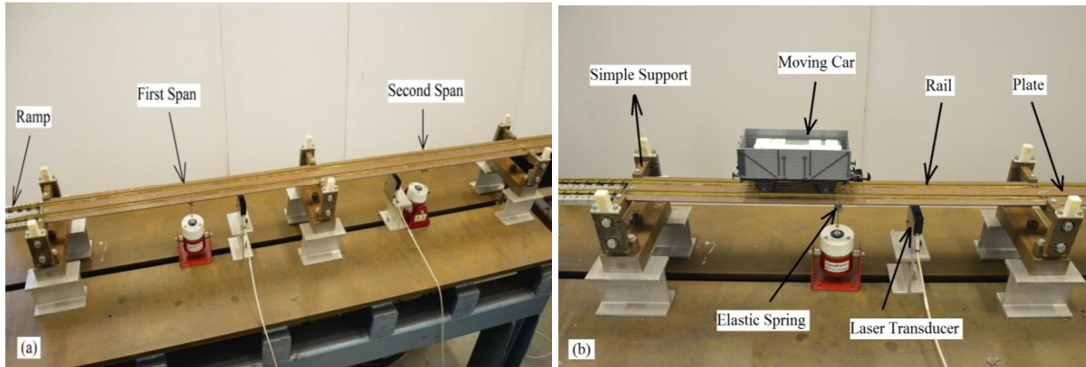 Ramp
First Span
Second Span
(a)
Simple Support
Moving Car
Rail
Plate
Elastic Spring
Laser Transducer
(b)